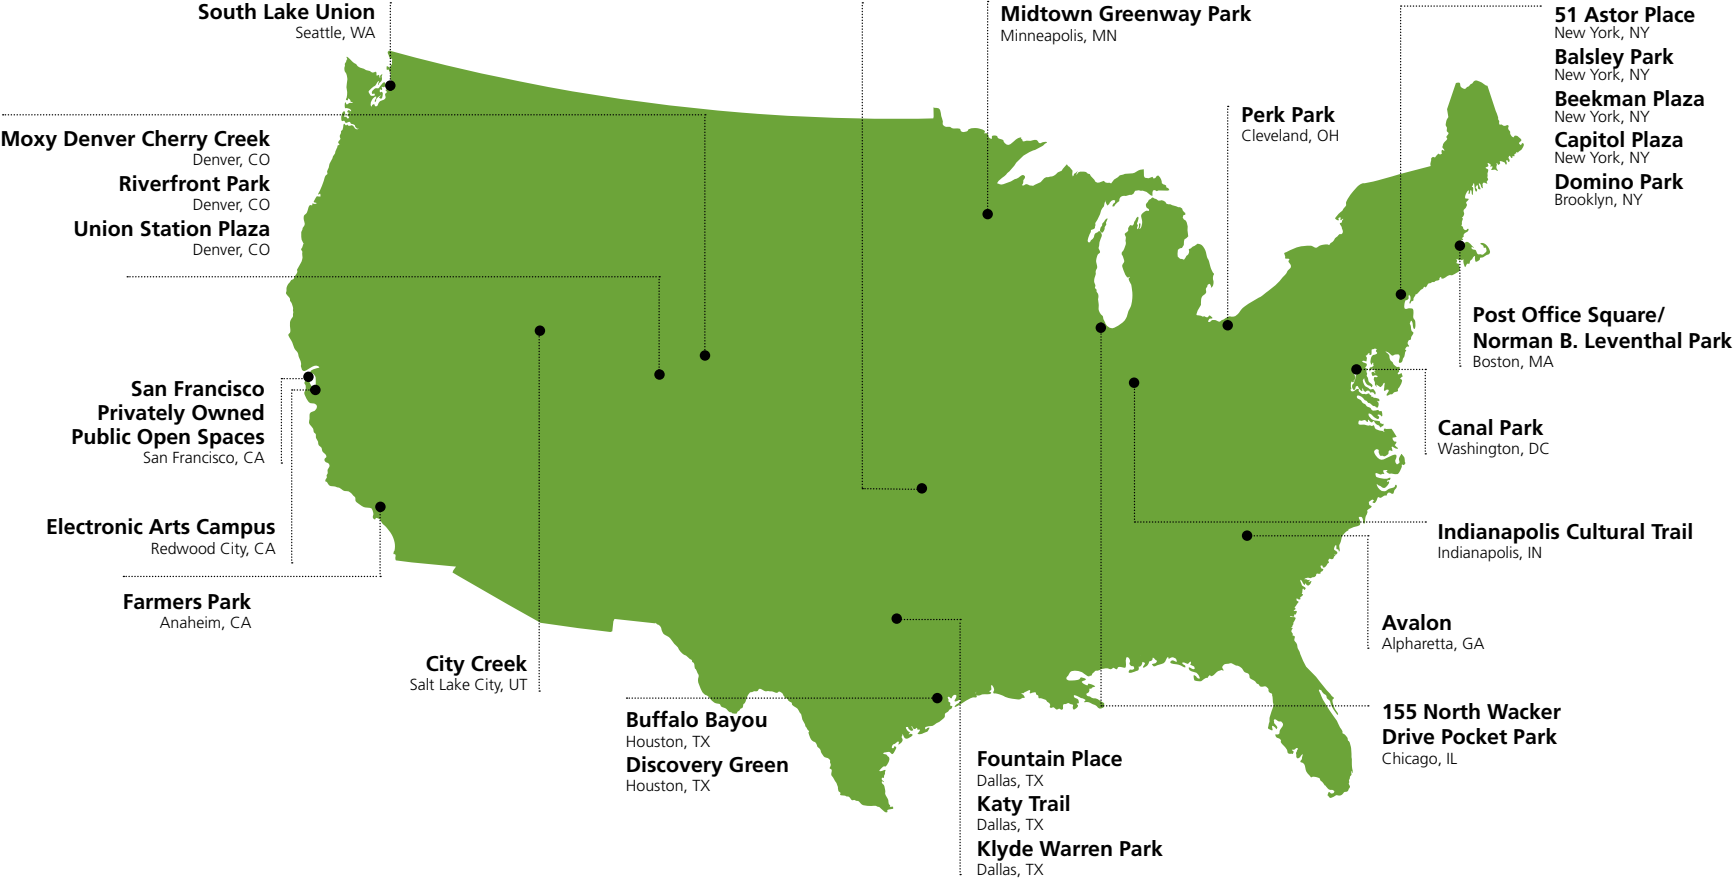 South Lake Union
Seattle, WA
Midtown Greenway Park
Minneapolis, MN
51 Astor Place
New York, NY
Balsley Park
New York, NY
Beekman Plaza
New York, NY
Capitol Plaza
New York, NY
Domino Park
Brooklyn, NY
Perk Park
Cleveland, OH
Moxy Denver Cherry Creek
Denver, CO
Riverfront Park
Denver, CO
Union Station Plaza
Denver, CO
Post Office Square/
Norman B. Leventhal Park
Boston, MA
San Francisco
Privately Owned
Public Open Spaces
San Francisco, CA
Canal Park
Washington, DC
Electronic Arts Campus
Redwood City, CA
Indianapolis Cultural Trail
Indianapolis, IN
Farmers Park
Anaheim, CA
Avalon
Alpharetta, GA
City Creek
Salt Lake City, UT
Buffalo Bayou
Houston, TX
Discovery Green
Houston, TX
155 North Wacker
Drive Pocket Park
Chicago, IL
Fountain Place
Dallas, TX
Katy Trail
Dallas, TX
Klyde Warren Park
Dallas, TX